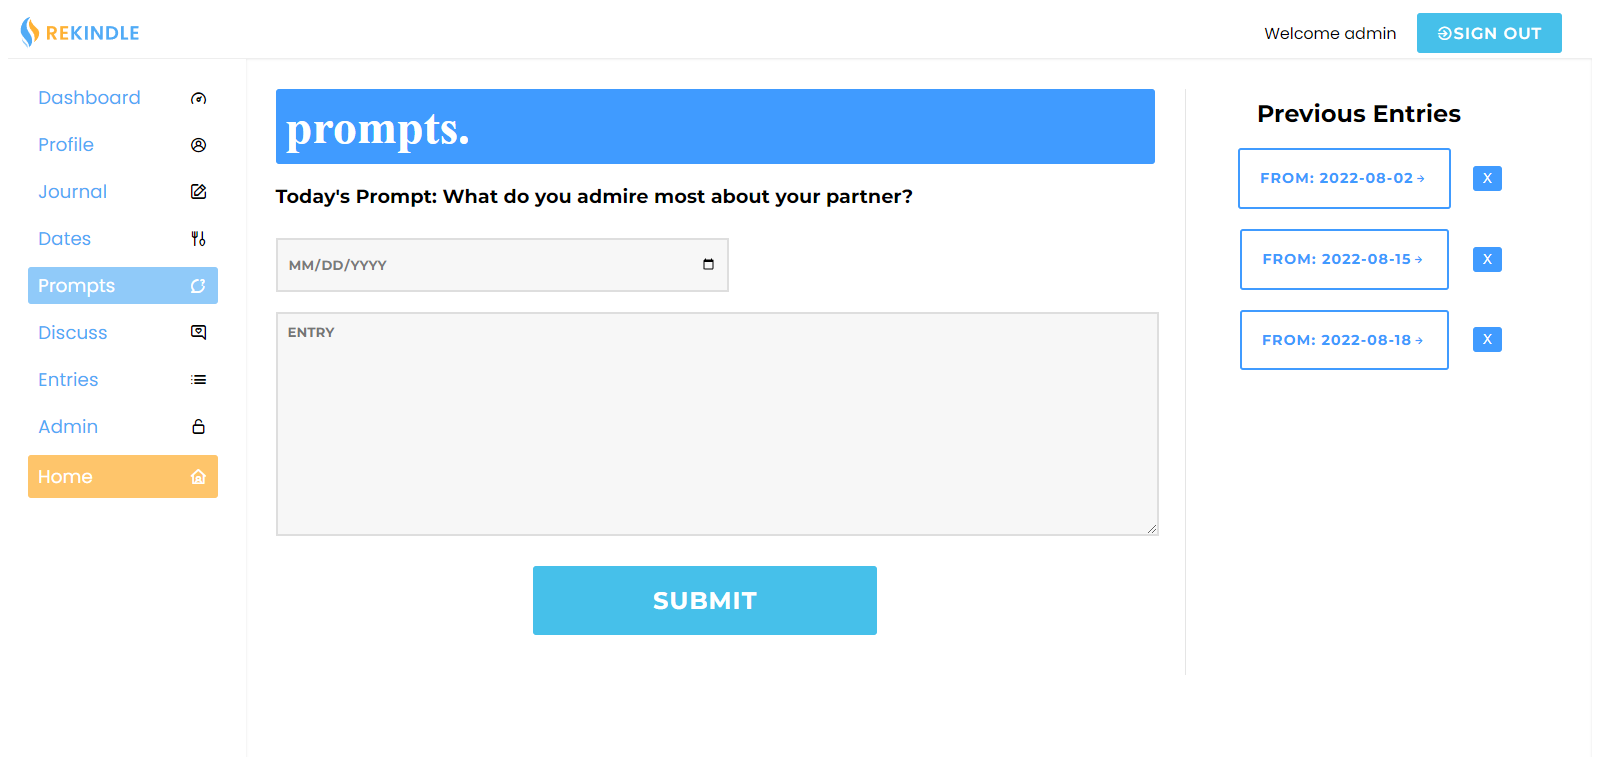 REKINDLE
Welcome admin
SIGN OUT
Dashboard
Profile
Journal
Dates
Prompts
Discuss
Entries
Admin
Home
prompts.
Today's Prompt: What do you admire most about your partner?
MM/DD/YYYY
ENTRY
SUBMIT
Previous Entries
FROM: 2022-08-02 →
X
FROM: 2022-08-15 →
X
FROM: 2022-08-18 →
X